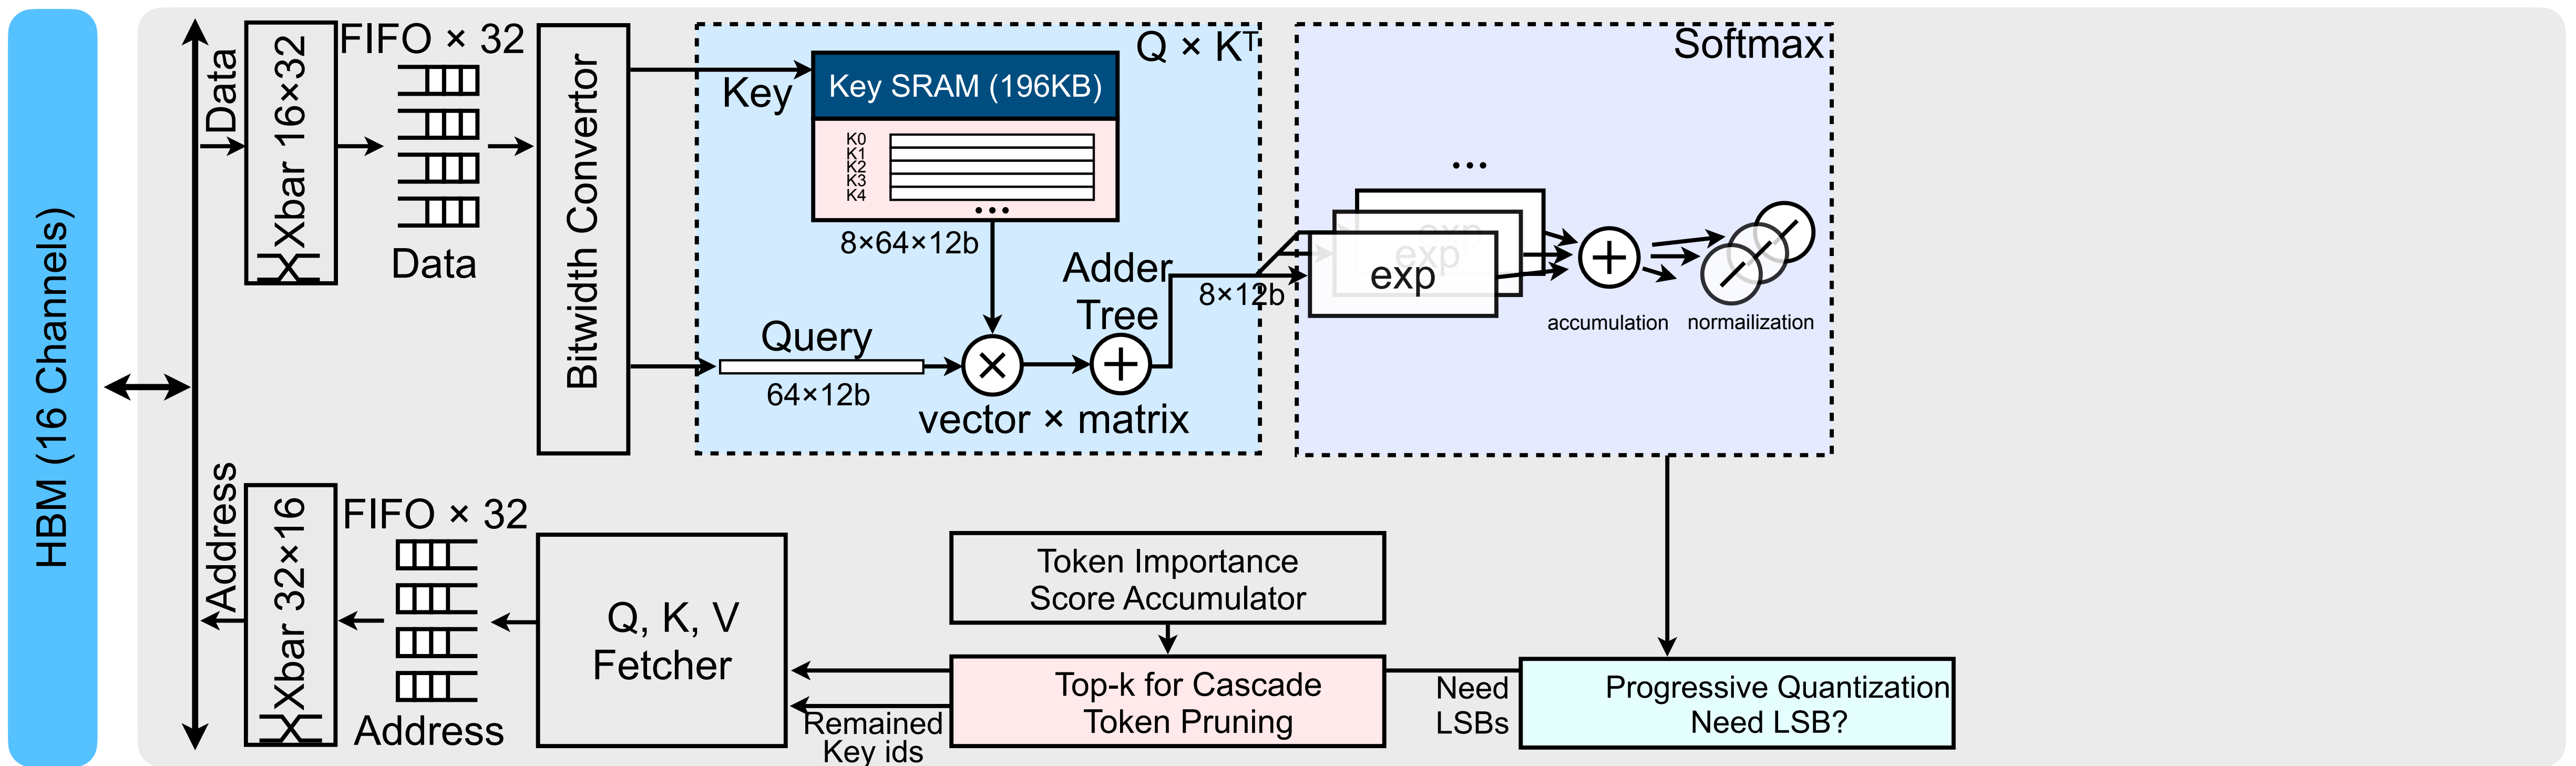 HBM (16 Channels)
Data
Xbar 16×32
FIFO × 32
Data
Bitwidth Convertor
Q × Kᵀ
Key
Key SRAM (196KB)
K0
K1
K2
K3
K4
...
8×64×12b
Query
64×12b
Adder
Tree
vector × matrix
8×12b
Softmax
...
exp
exp
exp
accumulation
normailization
Address
Xbar 32×16
FIFO × 32
Address
Q, K, V
Fetcher
Token Importance
Score Accumulator
Top-k for Cascade
Token Pruning
Remained
Key ids
Need
LSBs
Progressive Quantization
Need LSB?